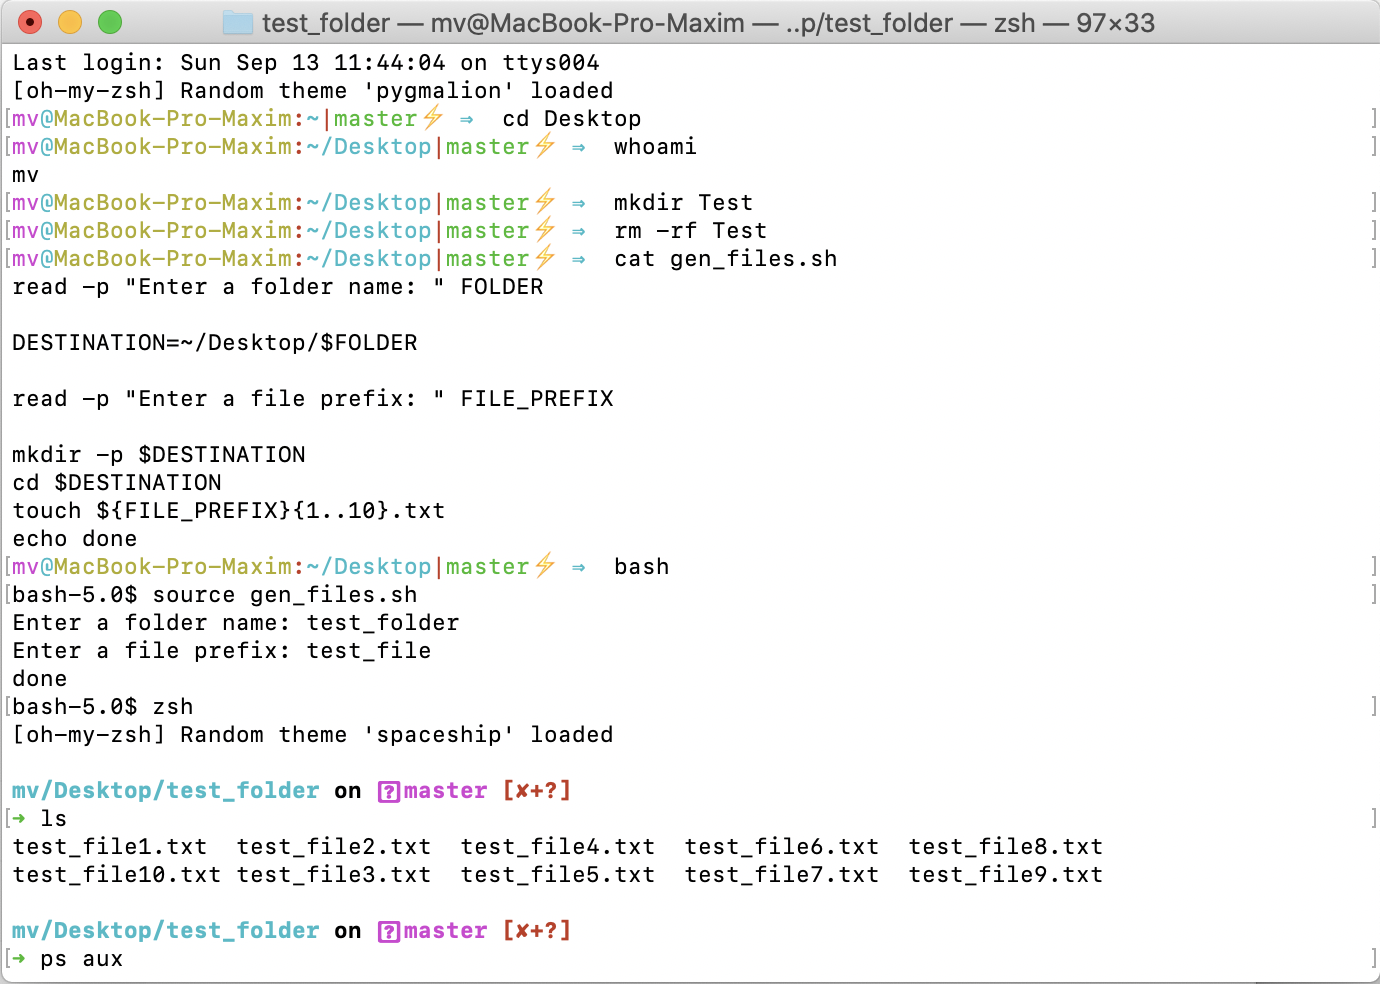 test_folder — mv@MacBook-Pro-Maxim — ..p/test_folder — zsh — 97×33
Last login: Sun Sep 13 11:44:04 on ttys004
[oh-my-zsh] Random theme 'pygmalion' loaded
[mv@MacBook-Pro-Maxim:~|master⚡ ⇒  cd Desktop ]
[mv@MacBook-Pro-Maxim:~/Desktop|master⚡ ⇒  whoami ]
mv
[mv@MacBook-Pro-Maxim:~/Desktop|master⚡ ⇒  mkdir Test ]
[mv@MacBook-Pro-Maxim:~/Desktop|master⚡ ⇒  rm -rf Test ]
[mv@MacBook-Pro-Maxim:~/Desktop|master⚡ ⇒  cat gen_files.sh ]
read -p "Enter a folder name: " FOLDER
DESTINATION=~/Desktop/$FOLDER
read -p "Enter a file prefix: " FILE_PREFIX
mkdir -p $DESTINATION
cd $DESTINATION
touch ${FILE_PREFIX}{1..10}.txt
echo done
[mv@MacBook-Pro-Maxim:~/Desktop|master⚡ ⇒  bash ]
[bash-5.0$ source gen_files.sh ]
Enter a folder name: test_folder
Enter a file prefix: test_file
done
[bash-5.0$ zsh ]
[oh-my-zsh] Random theme 'spaceship' loaded
mv/Desktop/test_folder on ⍰master [✘+?]
[➜ ls ]
test_file1.txt  test_file2.txt  test_file4.txt  test_file6.txt  test_file8.txt
test_file10.txt test_file3.txt  test_file5.txt  test_file7.txt  test_file9.txt
mv/Desktop/test_folder on ⍰master [✘+?]
[➜ ps aux ]